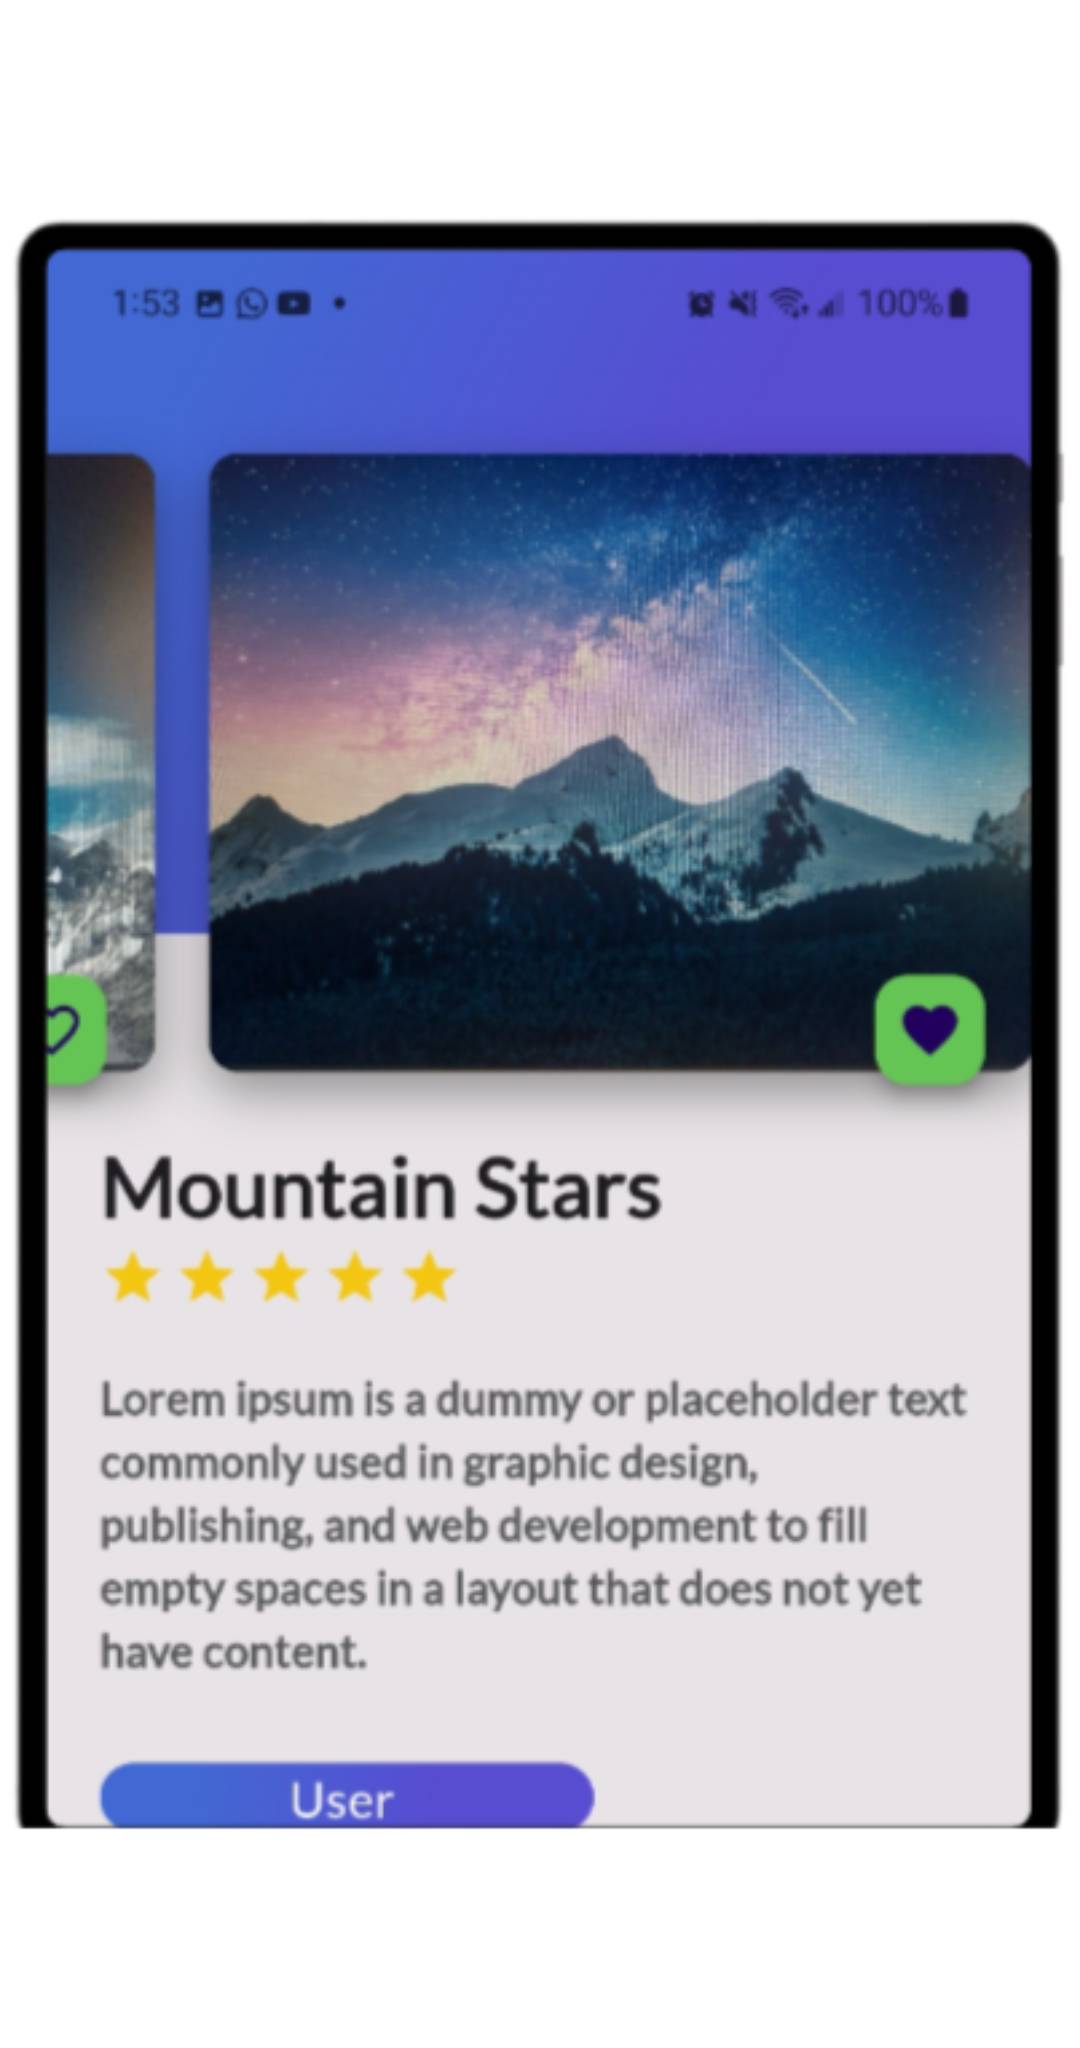 1:53 100%
Mountain Stars
Lorem ipsum is a dummy or placeholder text
commonly used in graphic design,
publishing, and web development to fill
empty spaces in a layout that does not yet
have content.
User